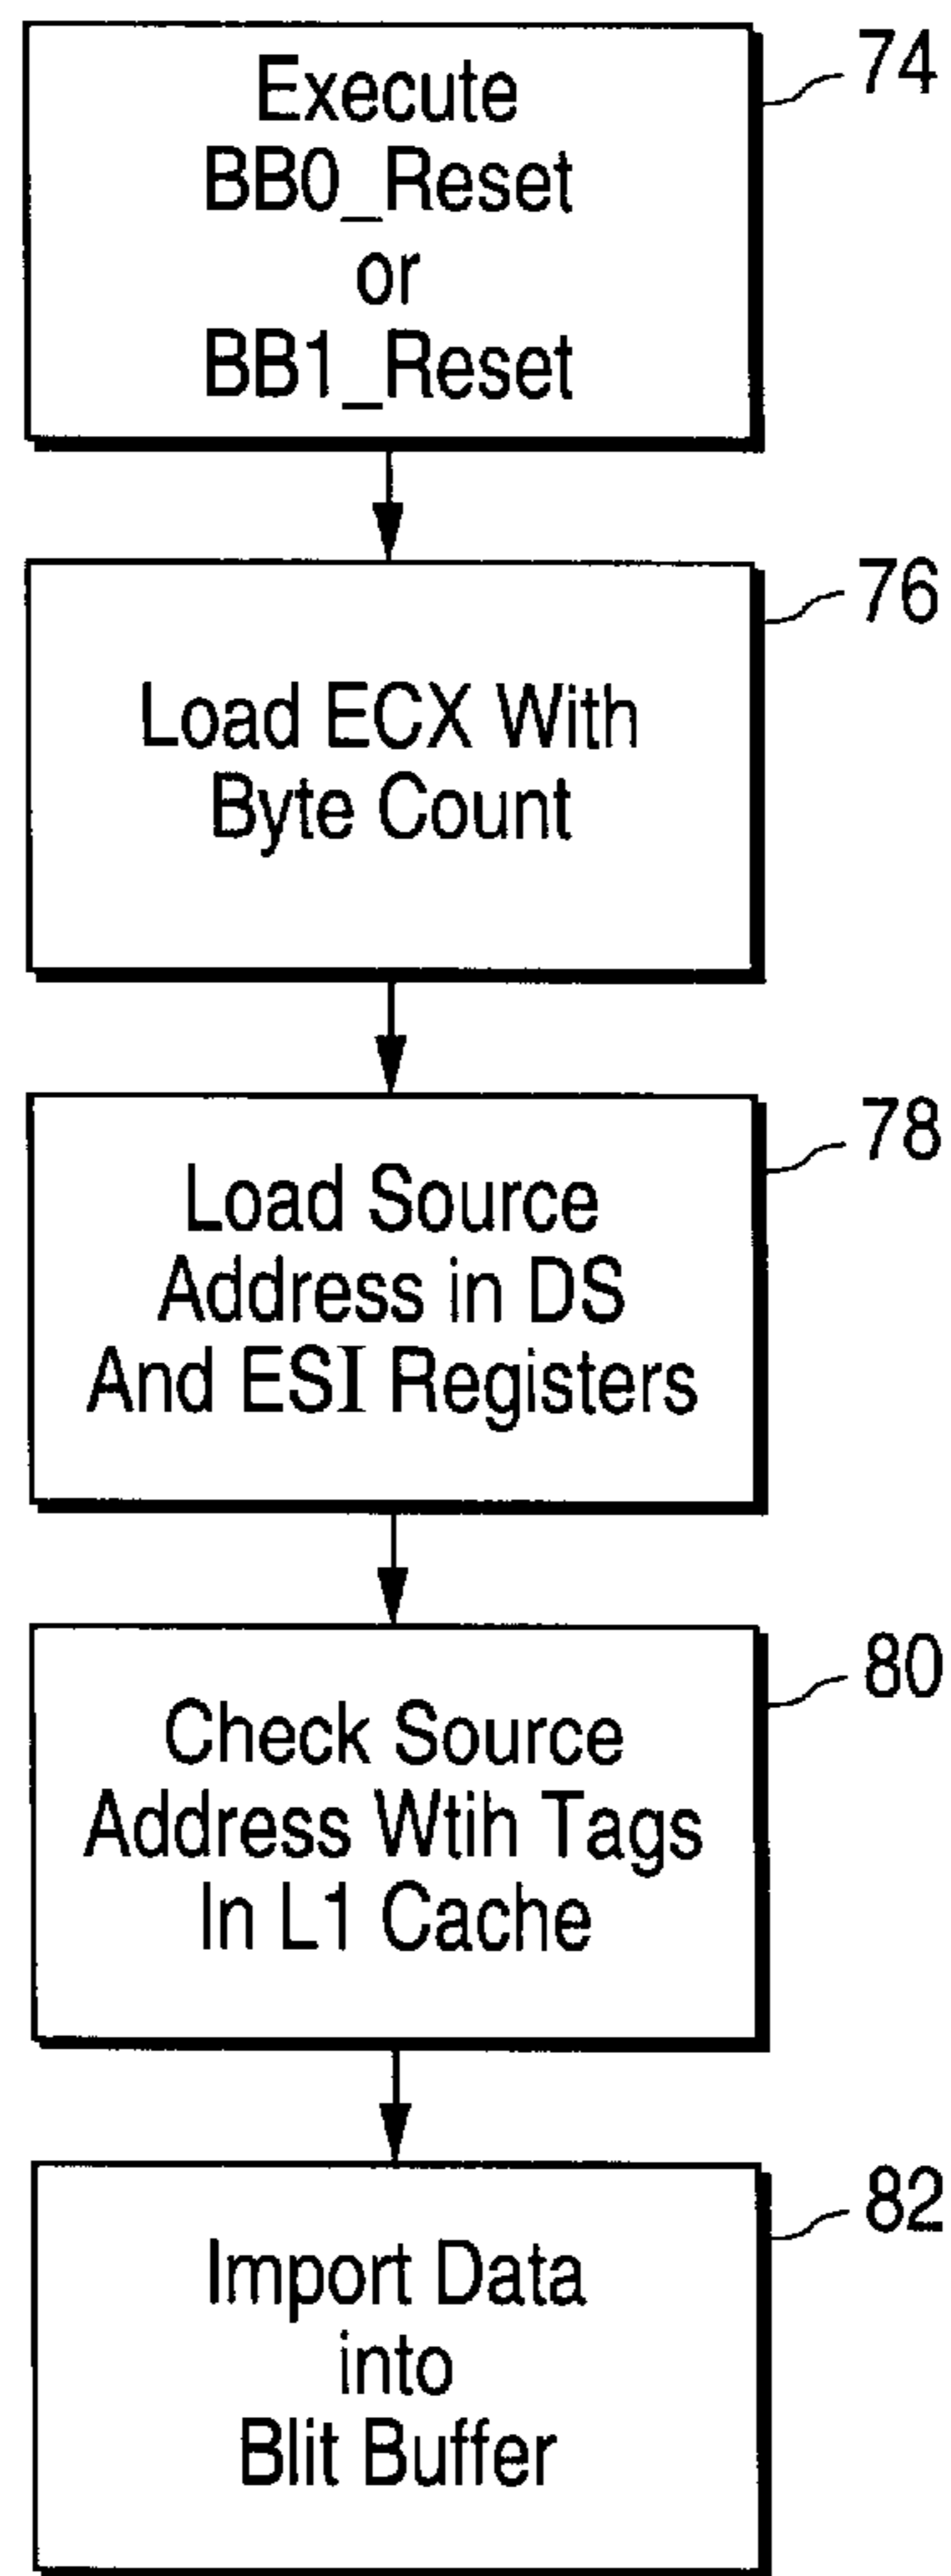 Execute
BB0_Reset
or
BB1_Reset
74
Load ECX With
Byte Count
76
Load Source
Address in DS
And ESI Registers
78
Check Source
Address Wtih Tags
In L1 Cache
80
Import Data
into
Blit Buffer
82